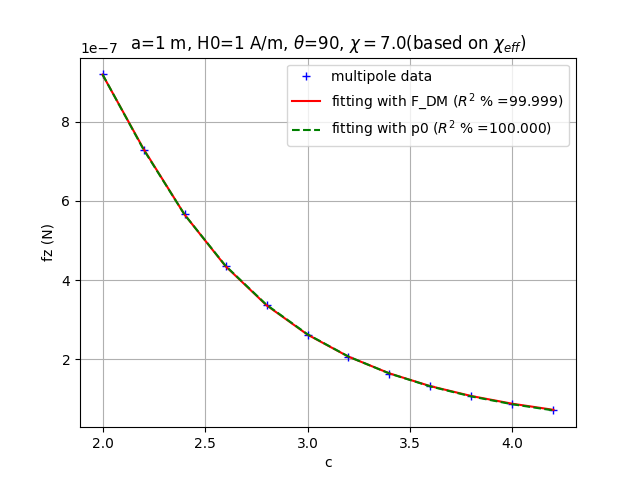 a=1 m, H0=1 A/m, θ=90, χ = 7.0(based on χ_eff)
1e−7
multipole data
fitting with F_DM (R² % =99.999)
fitting with p0 (R² % =100.000)
8
6
4
2
fz (N)
2.0 2.5 3.0 3.5 4.0
c